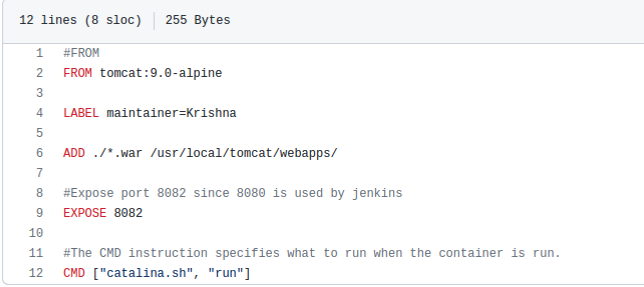 12 lines (8 sloc) 255 Bytes
1 #FROM
2 FROM tomcat:9.0-alpine
3
4 LABEL maintainer=Krishna
5
6 ADD ./*.war /usr/local/tomcat/webapps/
7
8 #Expose port 8082 since 8080 is used by jenkins
9 EXPOSE 8082
10
11 #The CMD instruction specifies what to run when the container is run.
12 CMD ["catalina.sh", "run"]